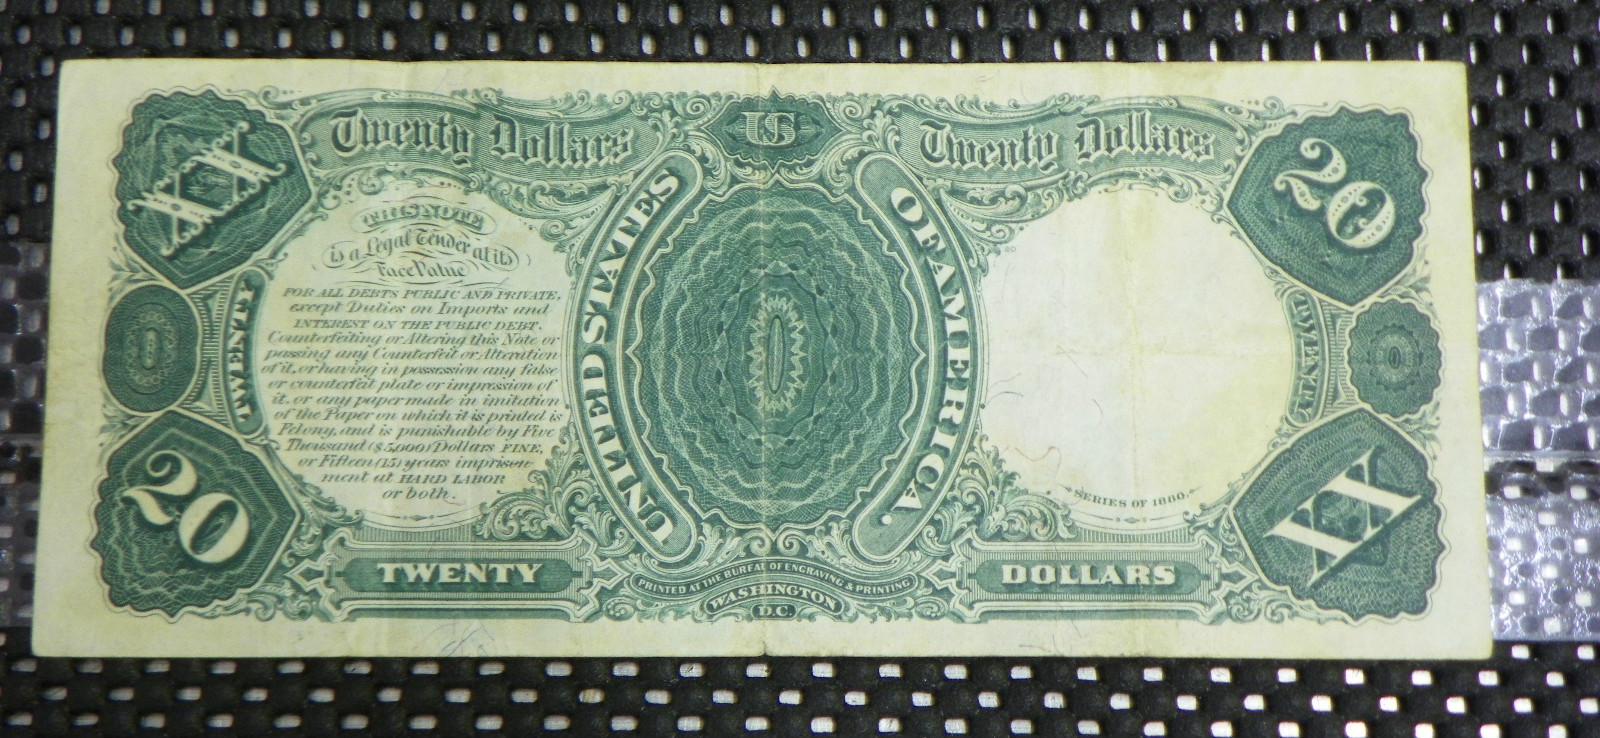 XX
Twenty Dollars
US
Twenty Dollars
20
THIS NOTE
is a Legal Tender at its
Face Value
FOR ALL DEBTS PUBLIC AND PRIVATE,
except Duties on Imports and
INTEREST ON THE PUBLIC DEBT.
Counterfeiting or Altering this Note or
passing any Counterfeit or Alteration
of it, or having in possession any false
or counterfeit plate or impression of
it, or any paper made in imitation
of the Paper on which it is printed is
Felony, and is punishable by Five
Thousand ($5,000) Dollars FINE,
or Fifteen (15) years imprison-
ment at HARD LABOR
or both.
TWENTY
UNITED STATES
OF AMERICA.
TWENTY
SERIES OF 1880.
20
XX
TWENTY
PRINTED AT THE BUREAU OF ENGRAVING & PRINTING
WASHINGTON
D.C.
DOLLARS